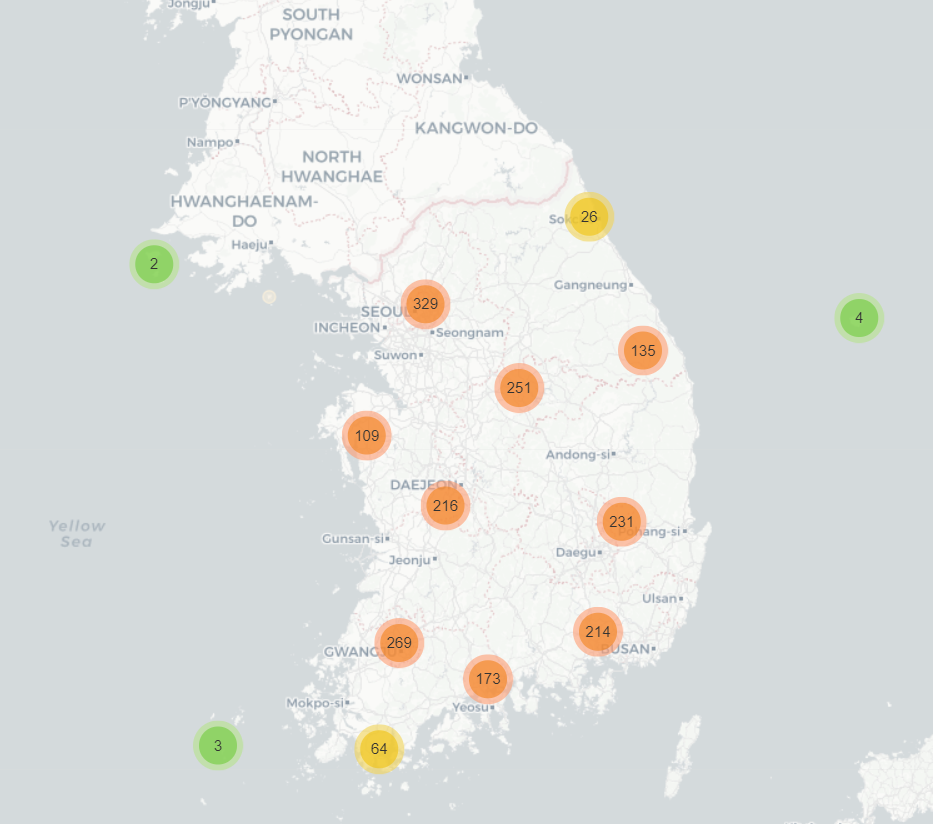 Jongju
SOUTH
PYONGAN
WONSAN
P'YŎNGYANG
KANGWON-DO
Nampo
NORTH
HWANGHAE
HWANGHAENAM-
DO
26
Haeju
2
Gangneung
329
SEOUL
4
INCHEON
Seongnam
135
Suwon
251
109
Andong-si
DAEJEON
216
231
Yellow
Sea
Gunsan-si
Daegu
Jeonju
Ulsan
214
269
BUSAN
173
Mokpo-si
Yeosu
3
64